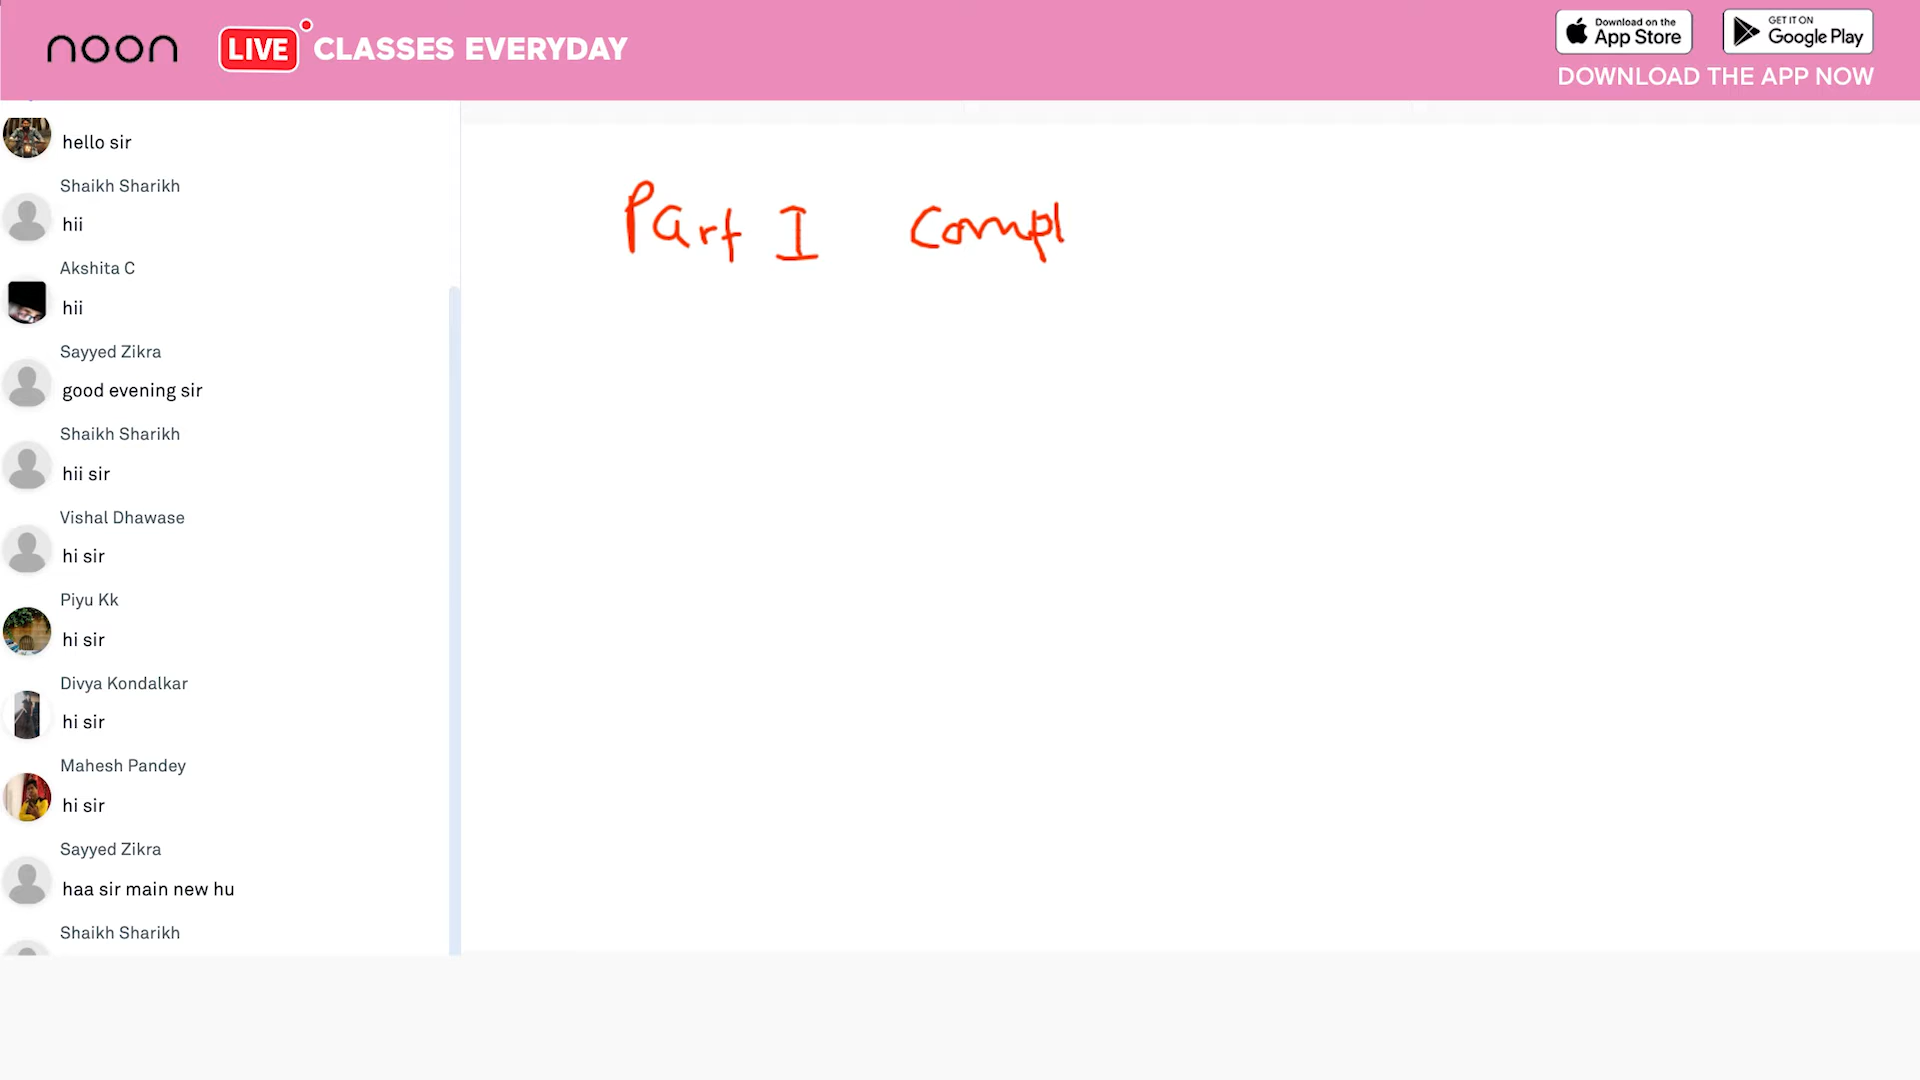 noon LIVE CLASSES EVERYDAY
Download on the App Store
GET IT ON Google Play
DOWNLOAD THE APP NOW
hello sir
Shaikh Sharikh
hii
Akshita C
hii
Sayyed Zikra
good evening sir
Shaikh Sharikh
hii sir
Vishal Dhawase
hi sir
Piyu Kk
hi sir
Divya Kondalkar
hi sir
Mahesh Pandey
hi sir
Sayyed Zikra
haa sir main new hu
Shaikh Sharikh
Part I Compl